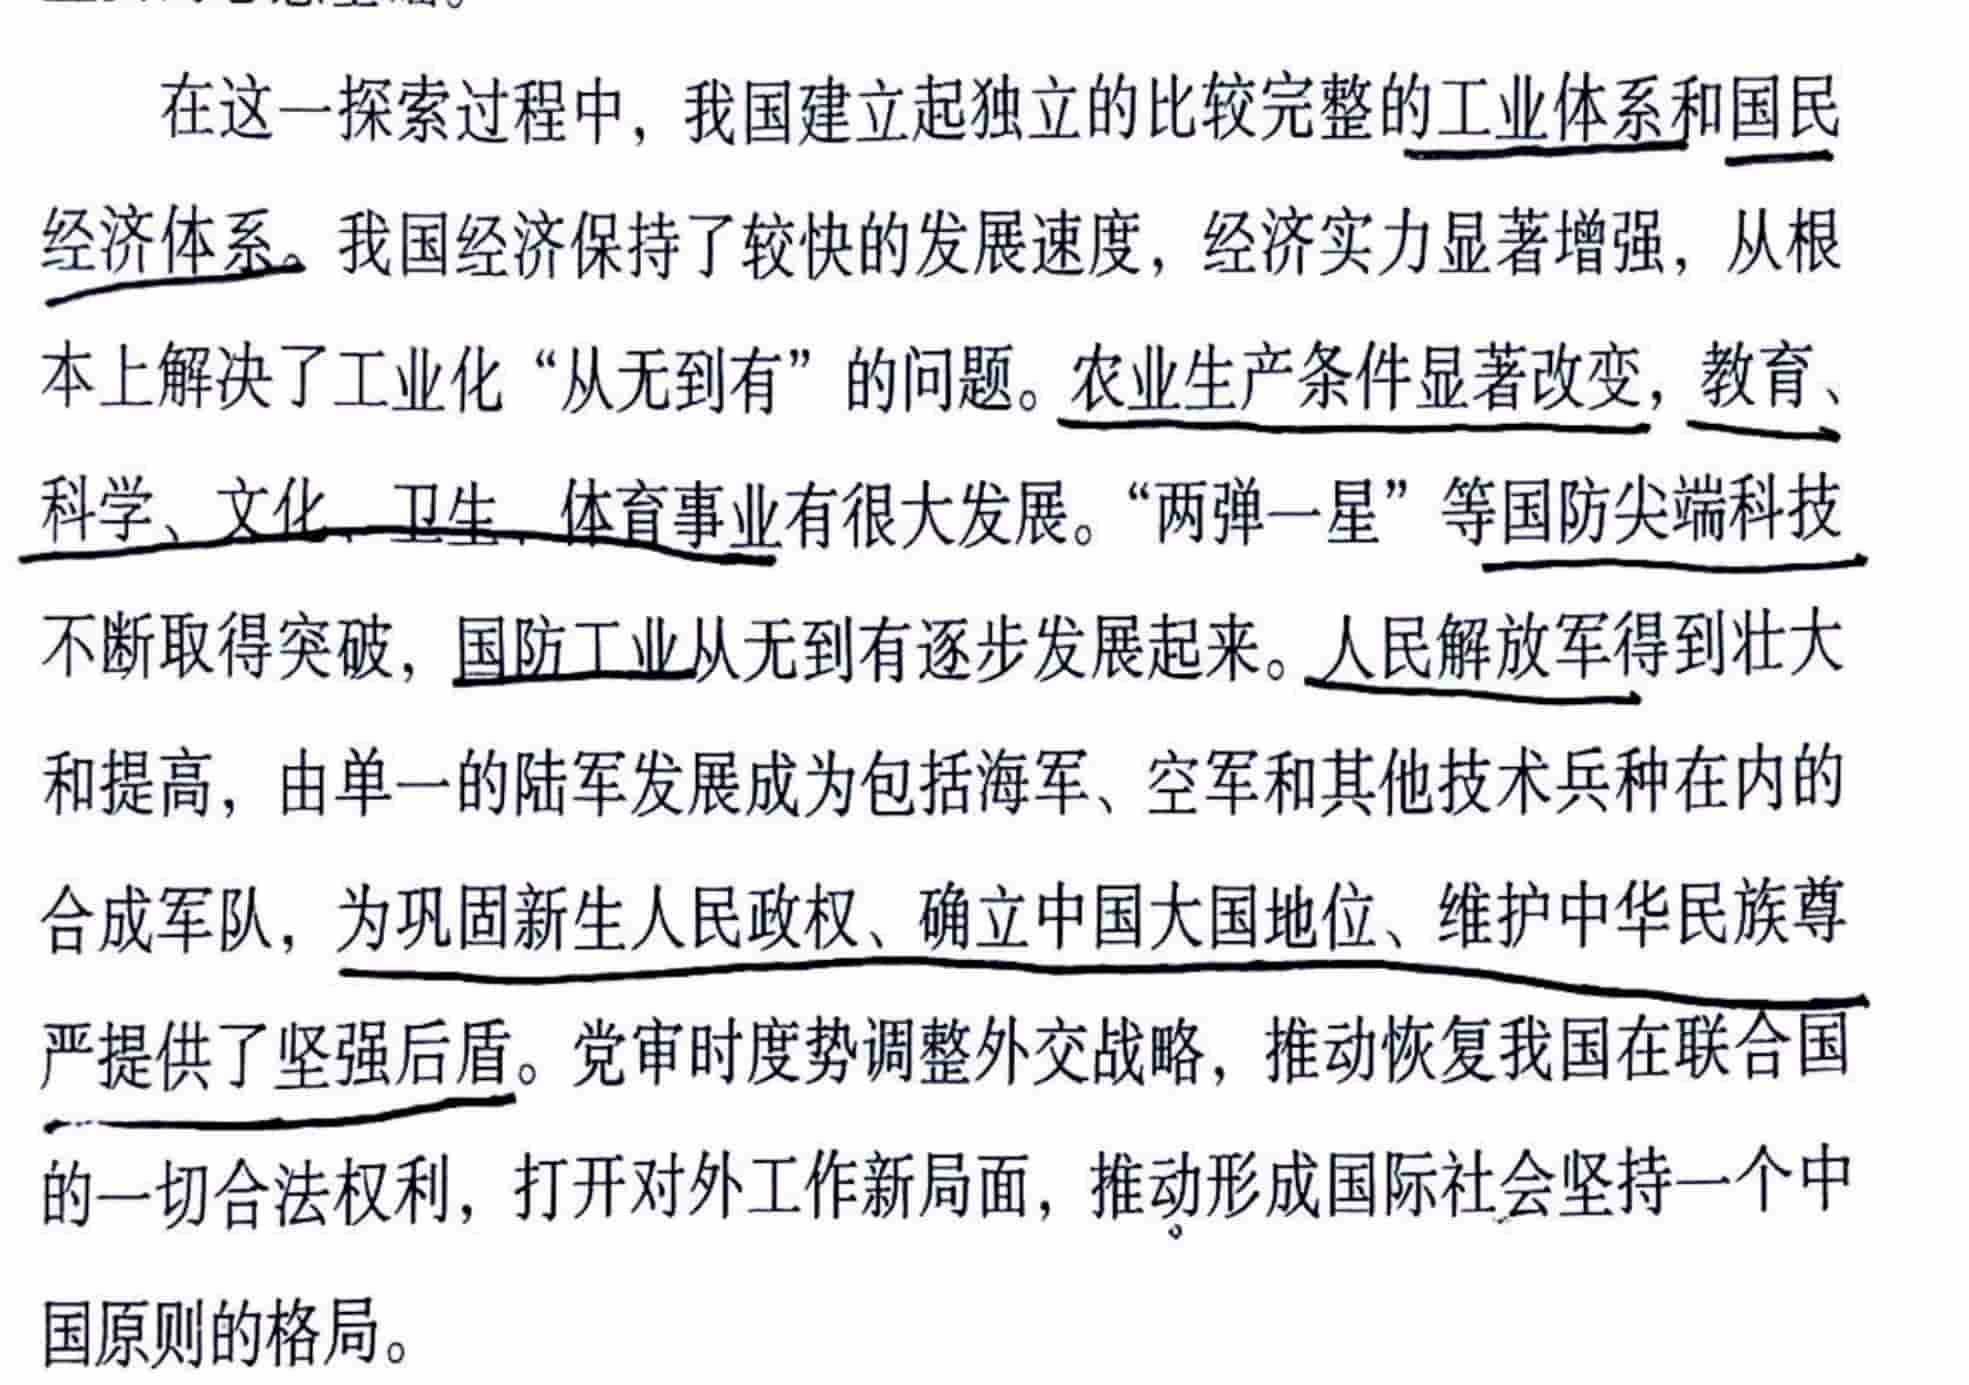 在这一探索过程中，我国建立起独立的比较完整的工业体系和国民
经济体系。我国经济保持了较快的发展速度，经济实力显著增强，从根
本上解决了工业化“从无到有”的问题。农业生产条件显著改变，教育、
科学、文化、卫生、体育事业有很大发展。“两弹一星”等国防尖端科技
不断取得突破，国防工业从无到有逐步发展起来。人民解放军得到壮大
和提高，由单一的陆军发展成为包括海军、空军和其他技术兵种在内的
合成军队，为巩固新生人民政权、确立中国大国地位、维护中华民族尊
严提供了坚强后盾。党审时度势调整外交战略，推动恢复我国在联合国
的一切合法权利，打开对外工作新局面，推动形成国际社会坚持一个中
国原则的格局。